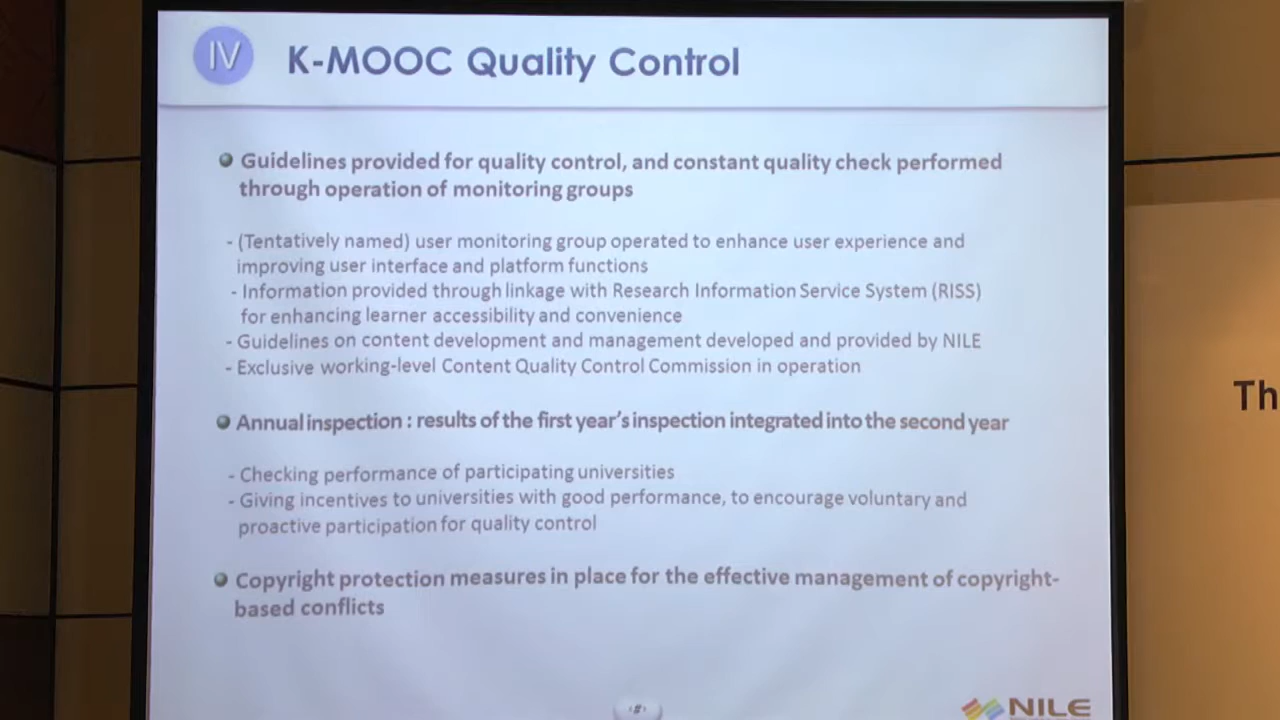 IV K-MOOC Quality Control
Guidelines provided for quality control, and constant quality check performed
through operation of monitoring groups
- (Tentatively named) user monitoring group operated to enhance user experience and
improving user interface and platform functions
- Information provided through linkage with Research Information Service System (RISS)
for enhancing learner accessibility and convenience
- Guidelines on content development and management developed and provided by NILE
- Exclusive working-level Content Quality Control Commission in operation
Annual inspection : results of the first year's inspection integrated into the second year
- Checking performance of participating universities
- Giving incentives to universities with good performance, to encourage voluntary and
proactive participation for quality control
Copyright protection measures in place for the effective management of copyright-
based conflicts
‹#›
NILE
Th